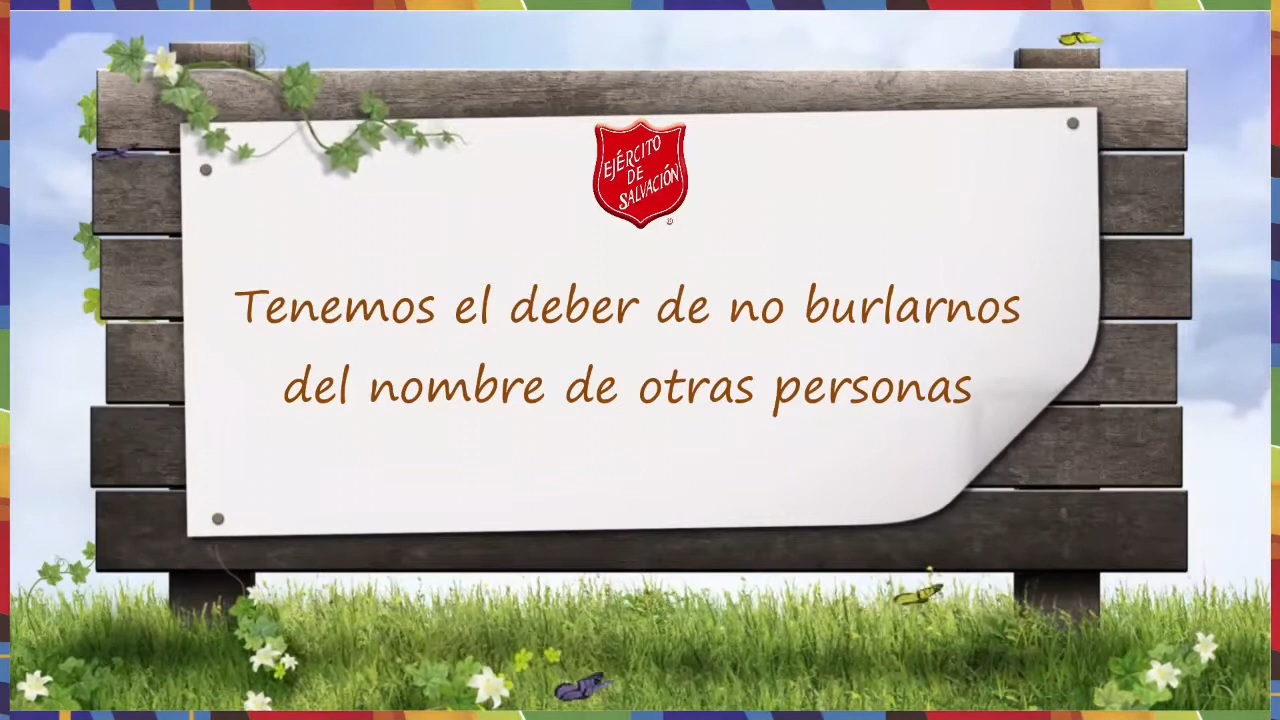 EJÉRCITO
DE
SALVACIÓN
Tenemos el deber de no burlarnos
del nombre de otras personas